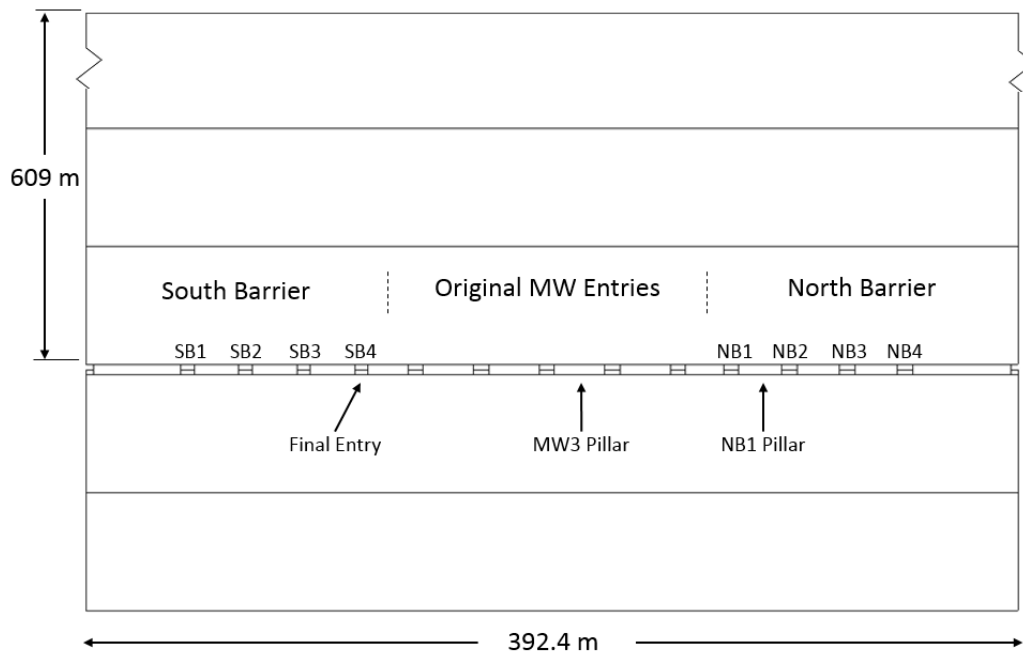 609 m
South Barrier
Original MW Entries
North Barrier
SB1 SB2 SB3 SB4
NB1 NB2 NB3 NB4
Final Entry
MW3 Pillar
NB1 Pillar
392.4 m